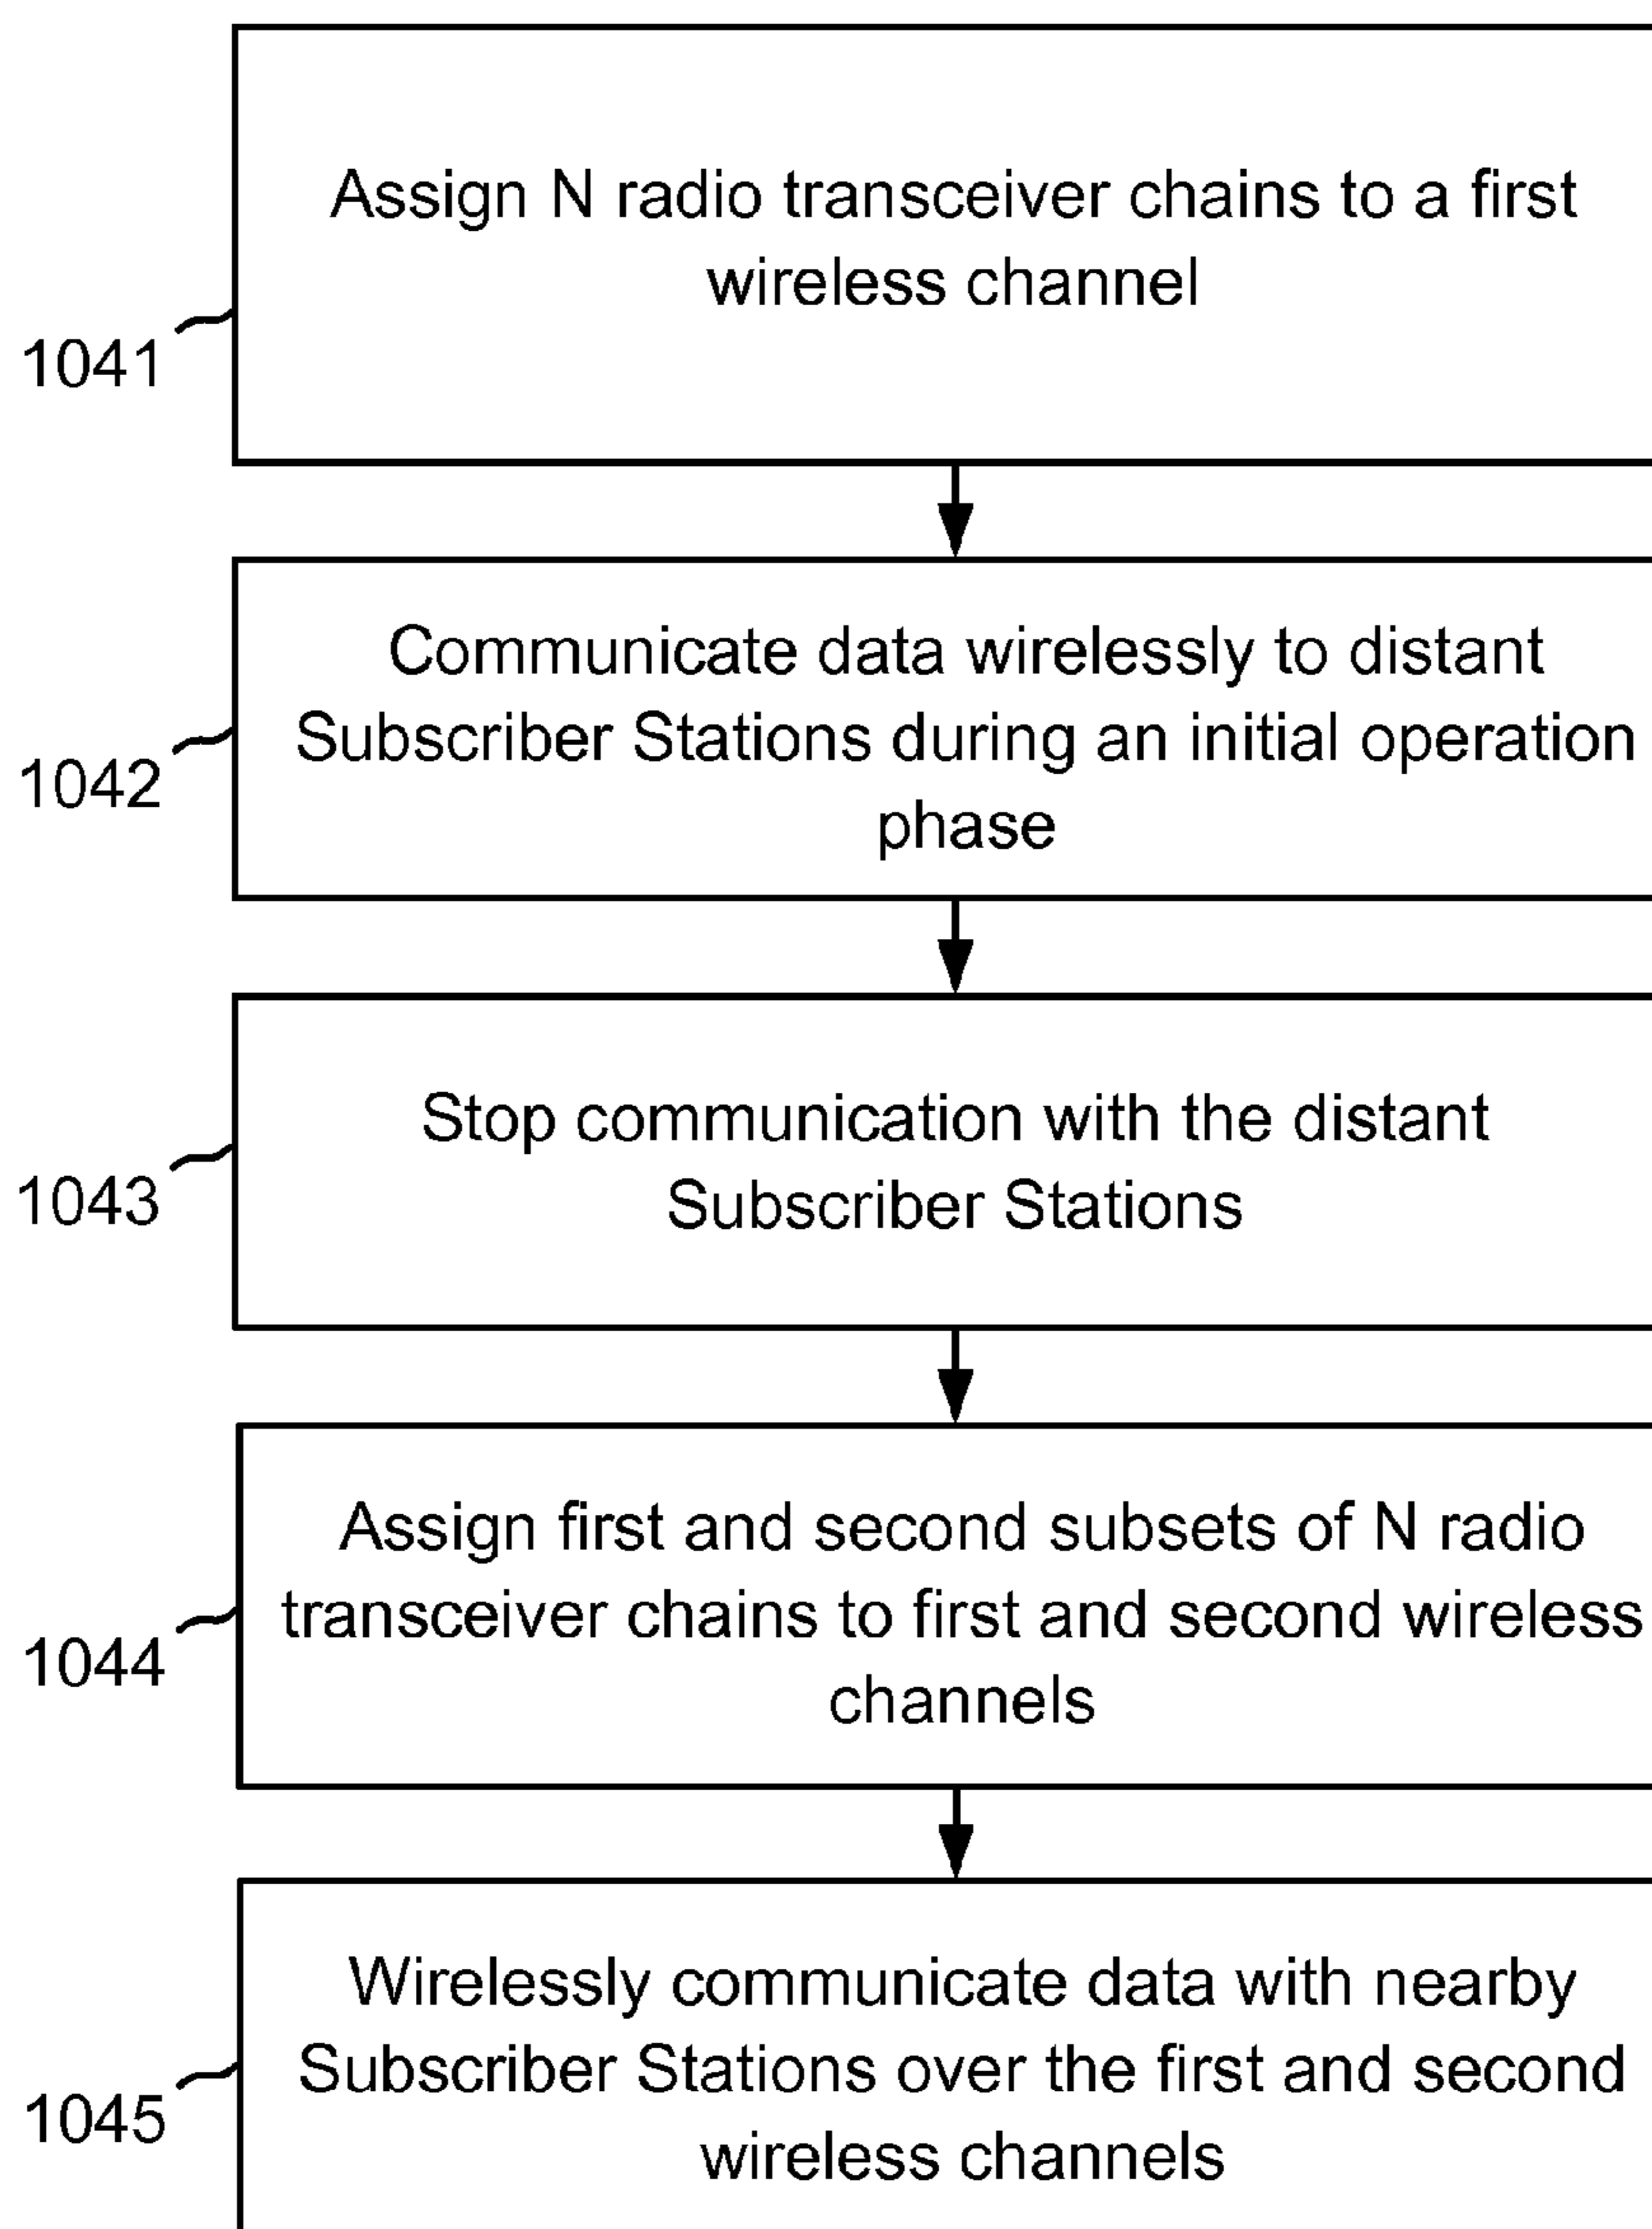 Assign N radio transceiver chains to a first
wireless channel
1041
Communicate data wirelessly to distant
Subscriber Stations during an initial operation
phase
1042
Stop communication with the distant
Subscriber Stations
1043
Assign first and second subsets of N radio
transceiver chains to first and second wireless
channels
1044
Wirelessly communicate data with nearby
Subscriber Stations over the first and second
wireless channels
1045